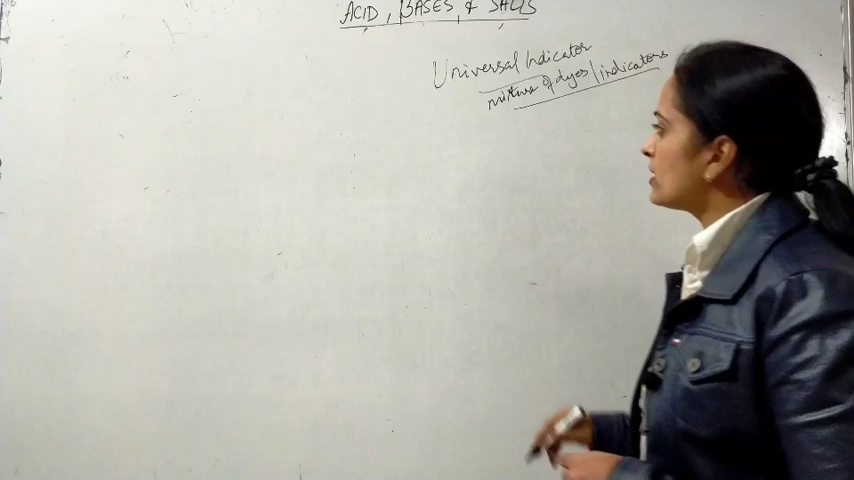 ACID, BASES & SALTS
Universal Indicator
mixture of dyes/indicators